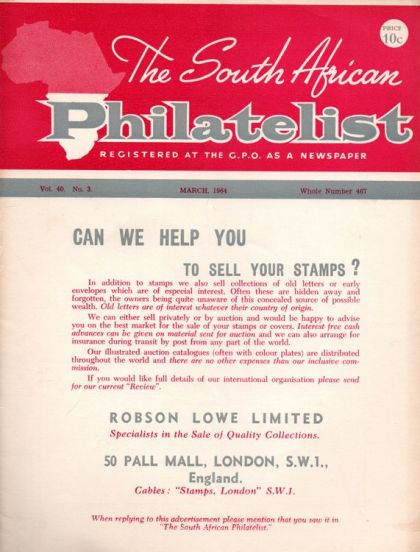 PRICE
10c
The South African
Philatelist
REGISTERED AT THE G.P.O. AS A NEWSPAPER
Vol. 40. No. 3. MARCH, 1964 Whole Number 467
CAN WE HELP YOU
TO SELL YOUR STAMPS ?
In addition to stamps we also sell collections of old letters or early
envelopes which are of especial interest. Often these are hidden away and
forgotten, the owners being quite unaware of this concealed source of possible
wealth. Old letters are of interest whatever their country of origin.
We can either sell privately or by auction and would be happy to advise
you on the best market for the sale of your stamps or covers. Interest free cash
advances can be given on material sent for auction and we can also arrange for
insurance during transit by post from any part of the world.
Our illustrated auction catalogues (often with colour plates) are distributed
throughout the world and there are no other expenses than our inclusive com-
mission.
If you would like full details of our international organisation please send
for our current "Review".
ROBSON LOWE LIMITED
Specialists in the Sale of Quality Collections.
50 PALL MALL, LONDON, S.W.1.,
England.
Cables: "Stamps, London" S.W.1.
When replying to this advertisement please mention that you saw it in
"The South African Philatelist."